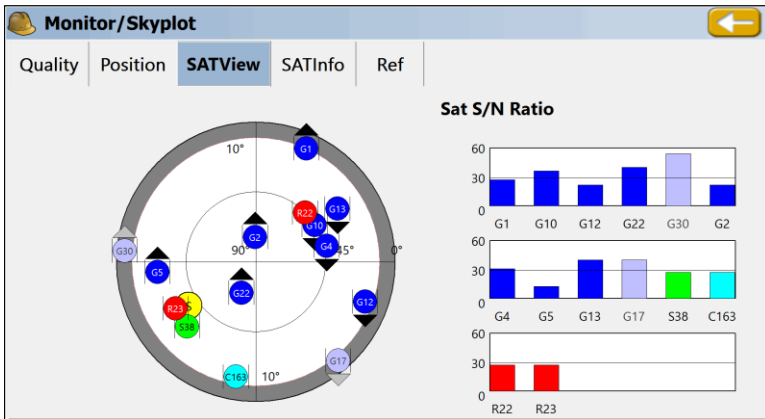 Monitor/Skyplot
Quality Position SATView SATInfo Ref
Sat S/N Ratio
G1
10°
R22 G13
G10
G2 G4
G30 90° 45° 0°
G5
G22
G12
R23 S
S38
G17
C163 10°
60
30
0
G1 G10 G12 G22 G30 G2
60
30
0
G4 G5 G13 G17 S38 C163
60
30
0
R22 R23